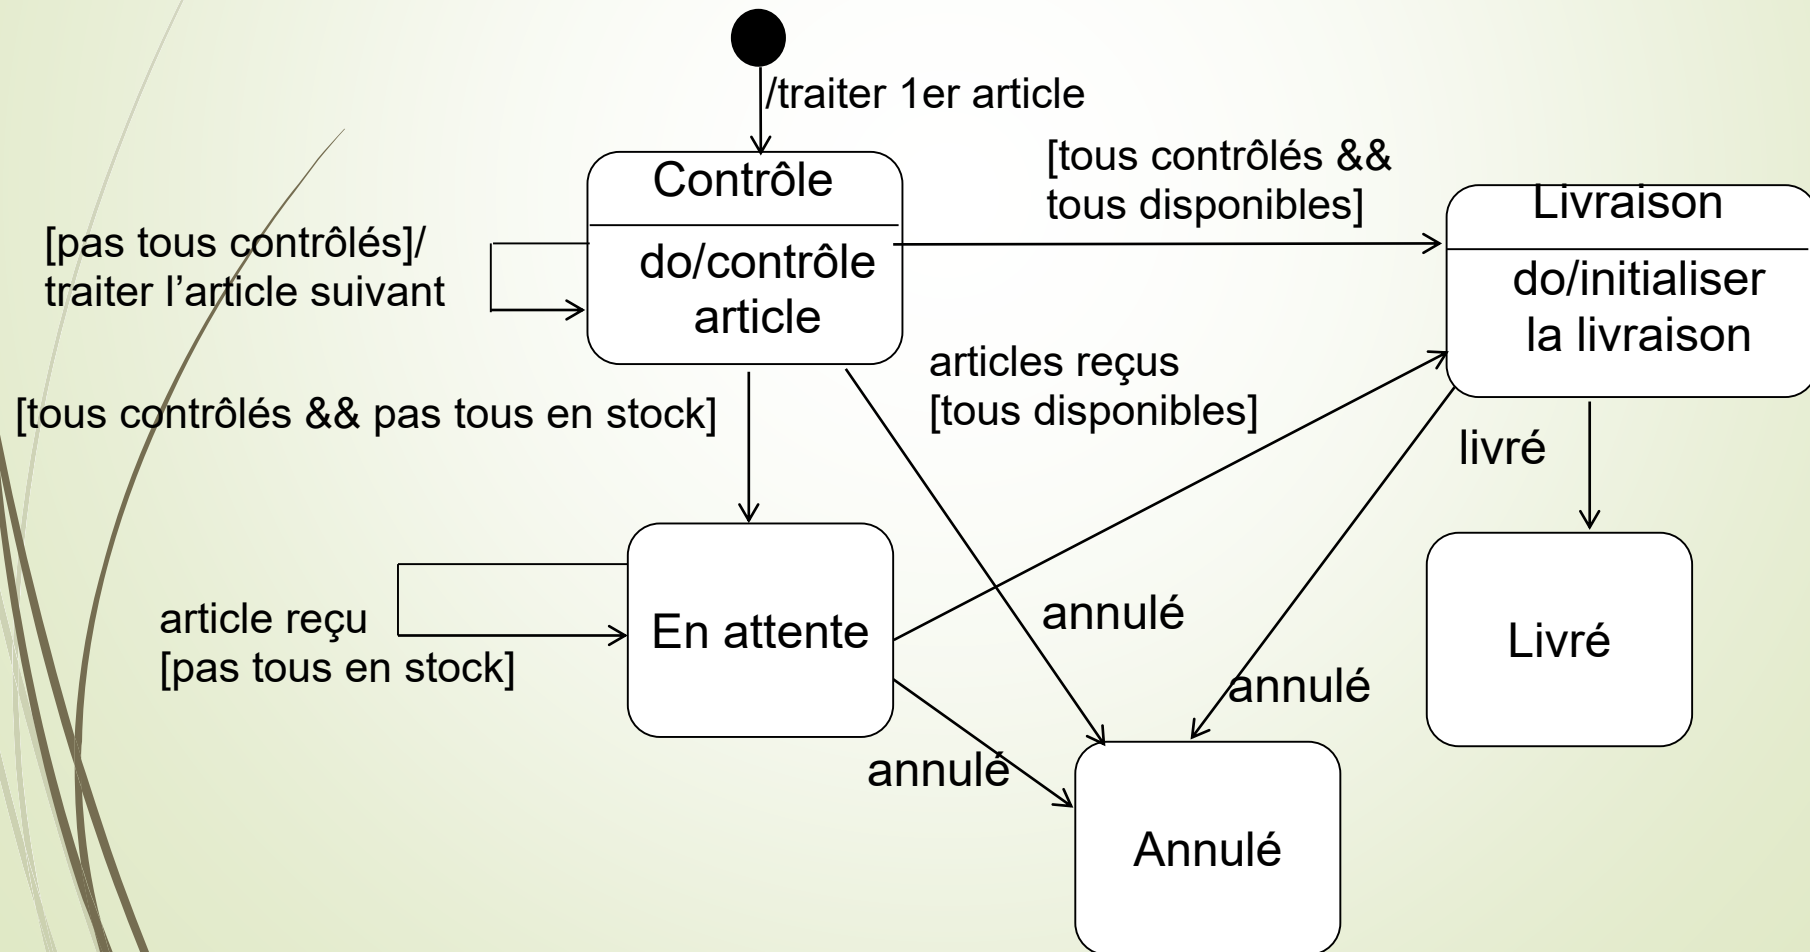 /traiter 1er article
Contrôle
do/contrôle
article
[tous contrôlés &&
tous disponibles]
Livraison
do/initialiser
la livraison
[pas tous contrôlés]/
traiter l’article suivant
[tous contrôlés && pas tous en stock]
articles reçus
[tous disponibles]
livré
article reçu
[pas tous en stock]
En attente
annulé
annulé
annulé
Livré
Annulé